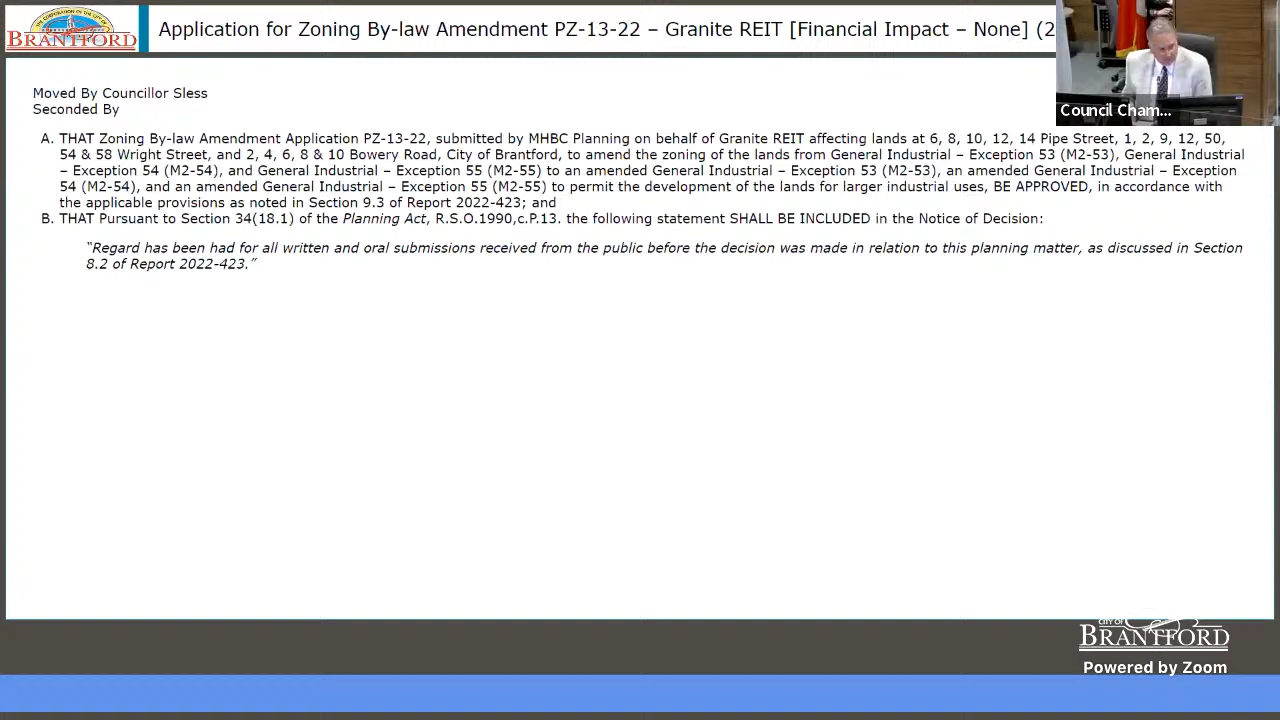 THE CORPORATION OF THE CITY OF
BRANTFORD
Application for Zoning By-law Amendment PZ-13-22 – Granite REIT [Financial Impact – None] (2
Council Cham...
Moved By Councillor Sless
Seconded By
A. THAT Zoning By-law Amendment Application PZ-13-22, submitted by MHBC Planning on behalf of Granite REIT affecting lands at 6, 8, 10, 12, 14 Pipe Street, 1, 2, 9, 12, 50,
54 & 58 Wright Street, and 2, 4, 6, 8 & 10 Bowery Road, City of Brantford, to amend the zoning of the lands from General Industrial – Exception 53 (M2-53), General Industrial
– Exception 54 (M2-54), and General Industrial – Exception 55 (M2-55) to an amended General Industrial – Exception 53 (M2-53), an amended General Industrial – Exception
54 (M2-54), and an amended General Industrial – Exception 55 (M2-55) to permit the development of the lands for larger industrial uses, BE APPROVED, in accordance with
the applicable provisions as noted in Section 9.3 of Report 2022-423; and
B. THAT Pursuant to Section 34(18.1) of the Planning Act, R.S.O.1990,c.P.13. the following statement SHALL BE INCLUDED in the Notice of Decision:
“Regard has been had for all written and oral submissions received from the public before the decision was made in relation to this planning matter, as discussed in Section
8.2 of Report 2022-423.”
CITY OF
BRANTFORD
Powered by Zoom